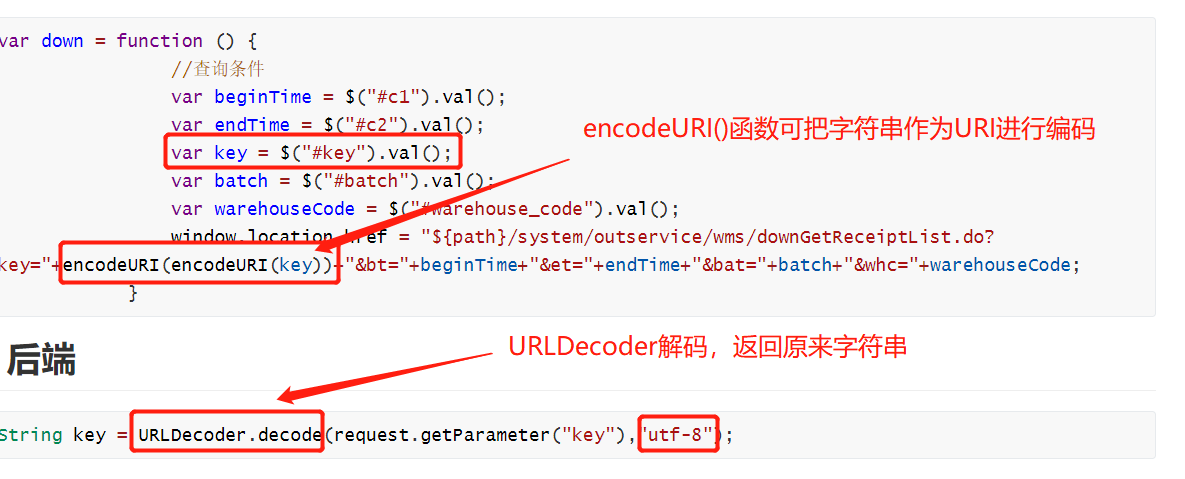 var down = function () {
//查询条件
var beginTime = $("#c1").val();
var endTime = $("#c2").val();
encodeURI()函数可把字符串作为URI进行编码
var key = $("#key").val();
var batch = $("#batch").val();
var warehouseCode = $("#warehouse_code").val();
window.location.href = "${path}/system/outservice/wms/downGetReceiptList.do?
key="+encodeURI(encodeURI(key))+"&bt="+beginTime+"&et="+endTime+"&bat="+batch+"&whc="+warehouseCode;
}
后端
URLDecoder解码，返回原来字符串
String key = URLDecoder.decode(request.getParameter("key"),"utf-8");